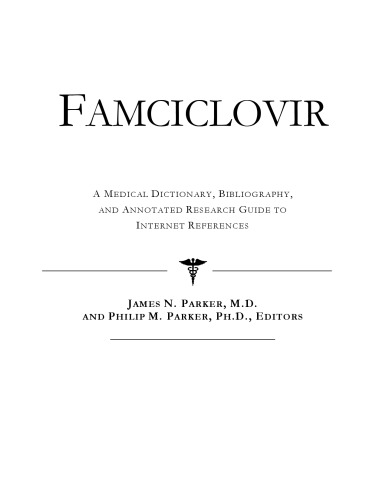 FAMCICLOVIR
A MEDICAL DICTIONARY, BIBLIOGRAPHY,
AND ANNOTATED RESEARCH GUIDE TO
INTERNET REFERENCES
JAMES N. PARKER, M.D.
AND PHILIP M. PARKER, PH.D., EDITORS